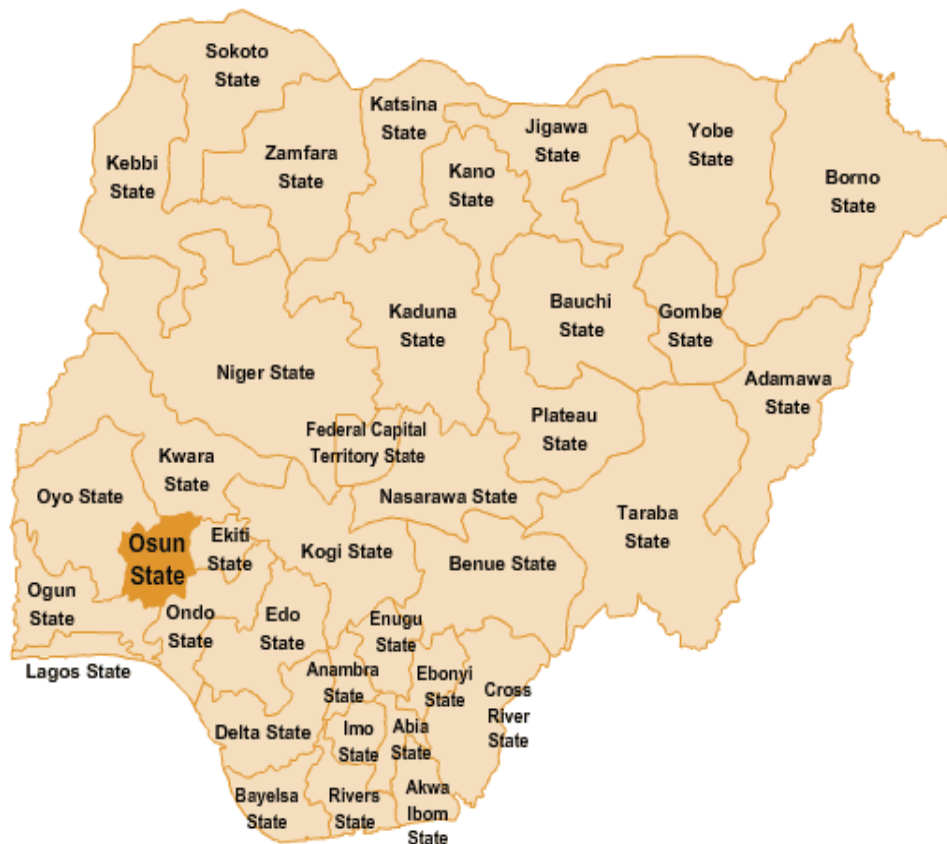 Sokoto
State
Katsina
State
Jigawa
State
Yobe
State
Kebbi
State
Zamfara
State
Kano
State
Borno
State
Kaduna
State
Bauchi
State
Gombe
State
Niger State
Adamawa
State
Federal Capital
Territory State
Plateau
State
Kwara
State
Oyo State
Nasarawa State
Taraba
State
Osun
State
Ekiti
State
Kogi State
Benue State
Ogun
State
Ondo
State
Edo
State
Enugu
State
Lagos State
Anambra
State
Ebonyi
State
Cross
River
State
Delta State
Imo
State
Abia
State
Bayelsa
State
Rivers
State
Akwa
Ibom
State